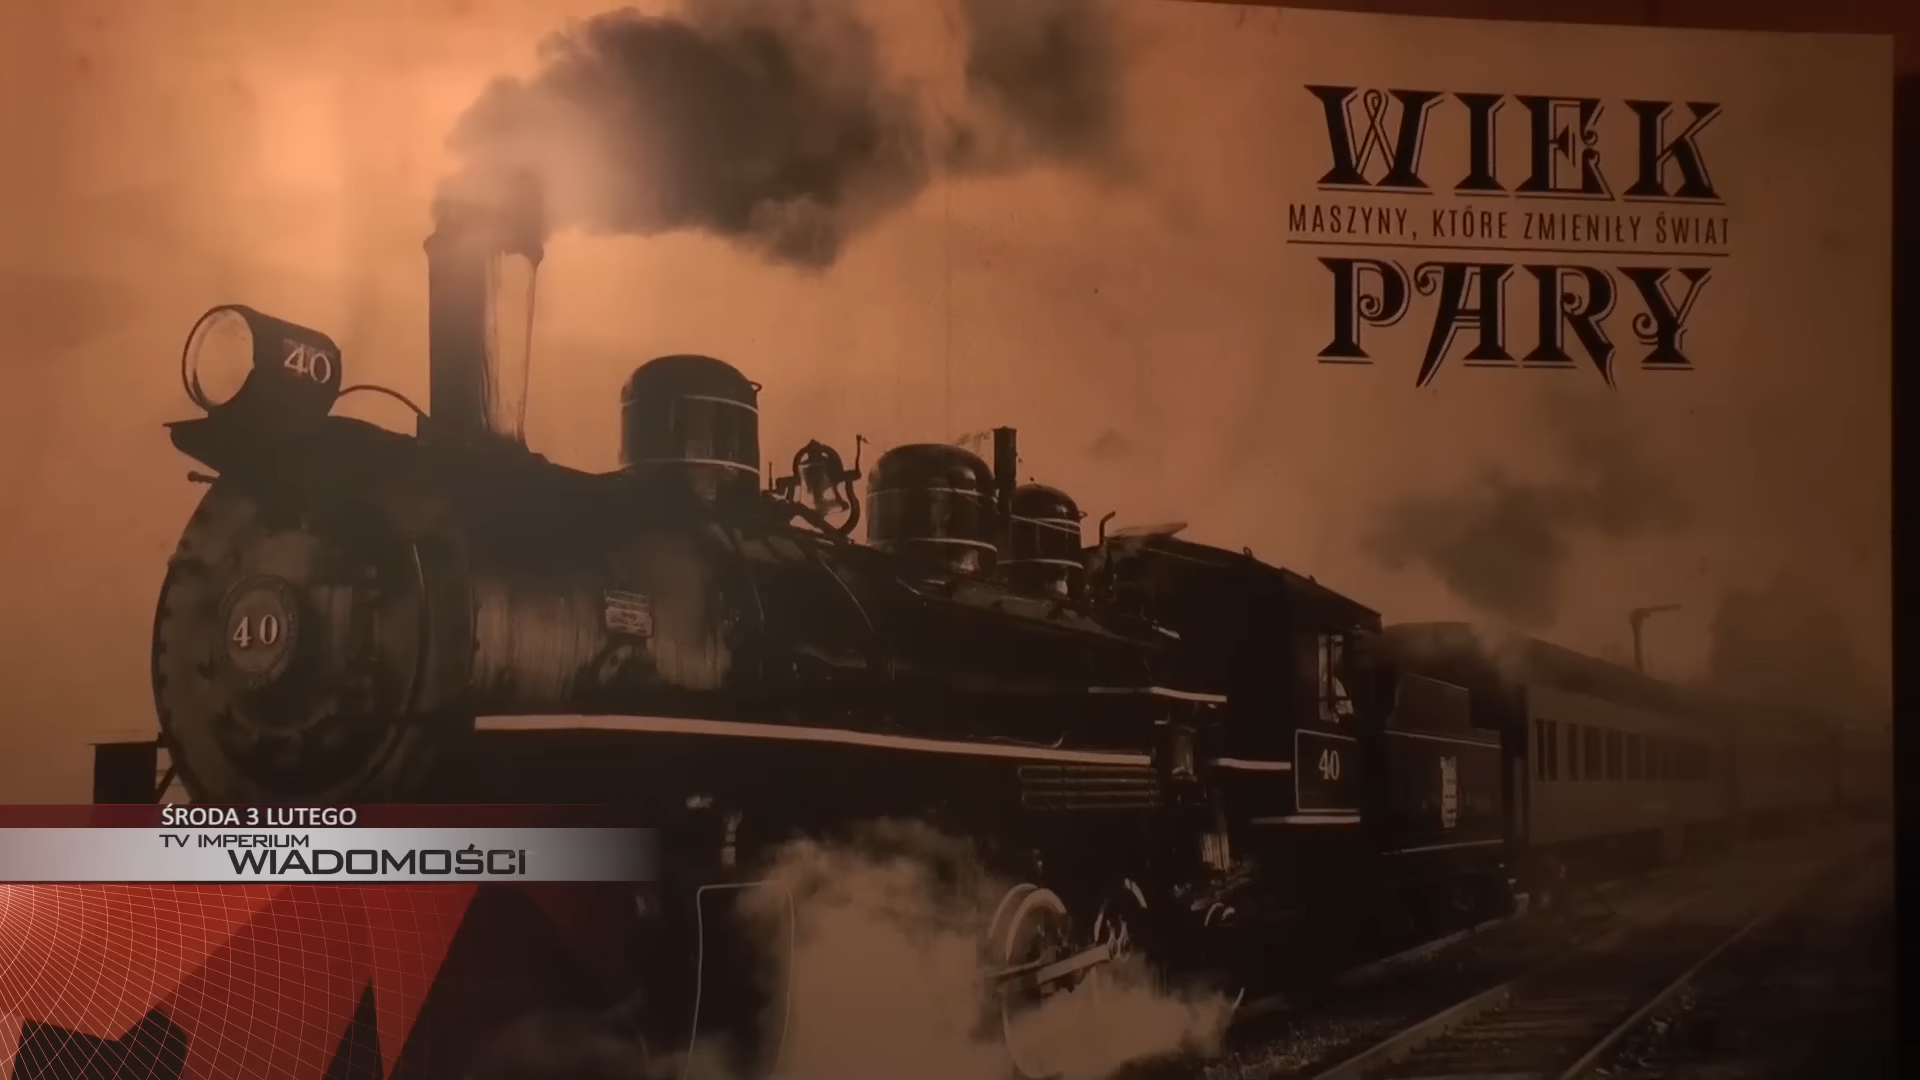 WIEK
MASZYNY, KTÓRE ZMIENIŁY ŚWIAT
PARY
40
40
40
ŚRODA 3 LUTEGO
TV IMPERIUM
WIADOMOŚCI